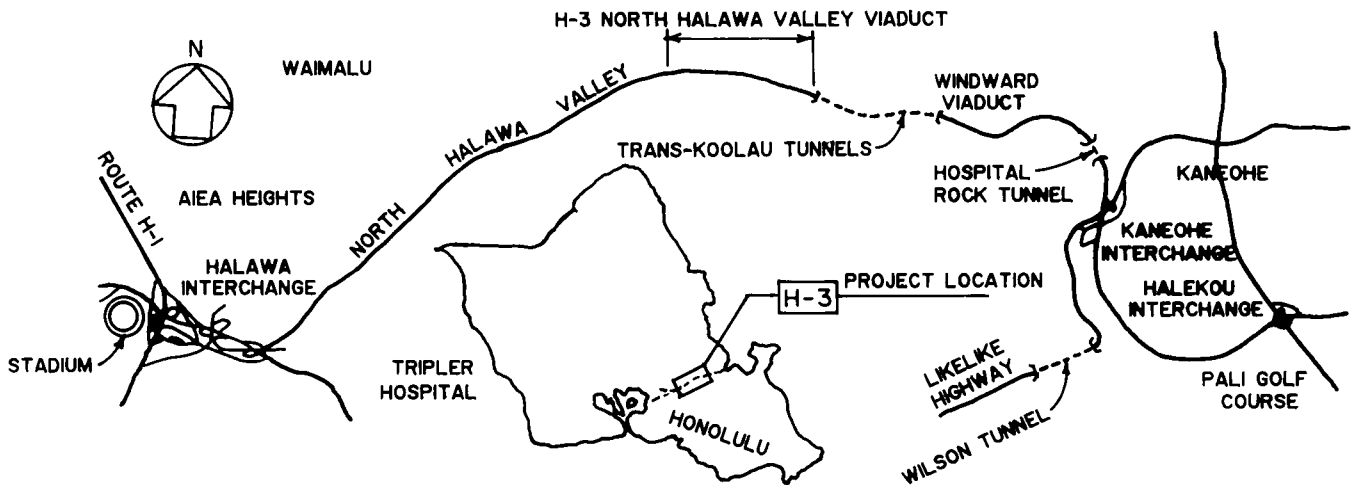 H-3 NORTH HALAWA VALLEY VIADUCT
N
WAIMALU
NORTH HALAWA VALLEY
WINDWARD
VIADUCT
TRANS-KOOLAU TUNNELS
HOSPITAL
ROCK TUNNEL
KANEOHE
ROUTE H-1
AIEA HEIGHTS
HALAWA
INTERCHANGE
KANEOHE
INTERCHANGE
H-3
PROJECT LOCATION
HALEKOU
INTERCHANGE
STADIUM
TRIPLER
HOSPITAL
HONOLULU
LIKELIKE
HIGHWAY
WILSON TUNNEL
PALI GOLF
COURSE